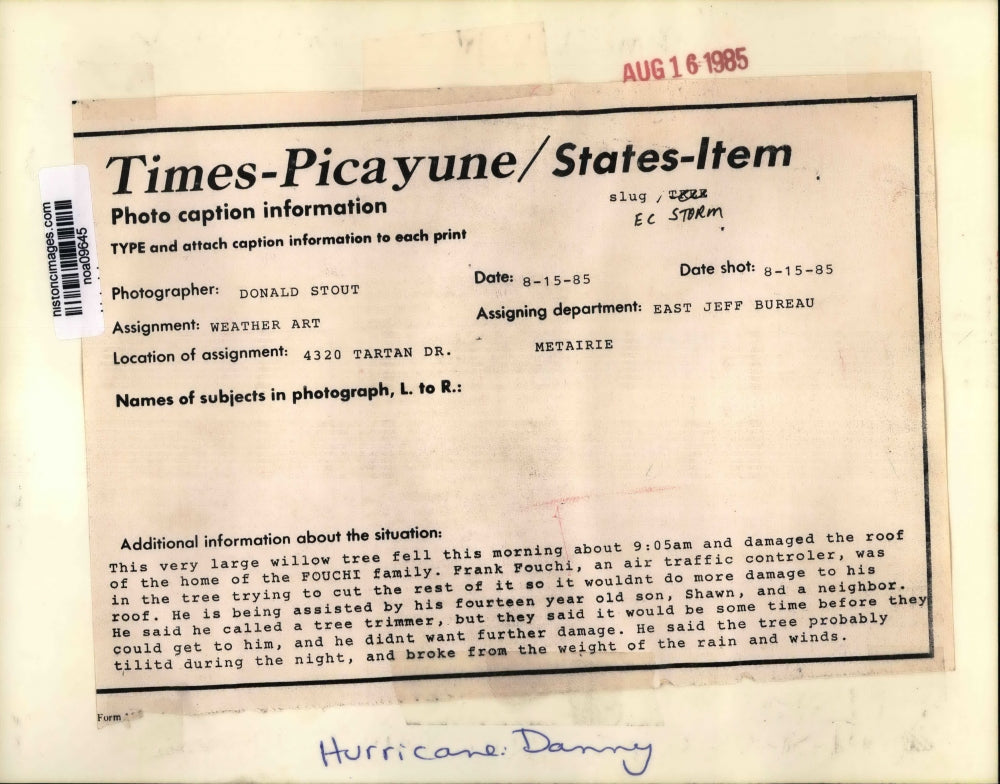 AUG 16 1985
Times-Picayune/States-Item
Photo caption information
slug /
EC STORM
TYPE and attach caption information to each print
Photographer: DONALD STOUT
Date: 8-15-85
Date shot: 8-15-85
Assignment: WEATHER ART
Assigning department: EAST JEFF BUREAU
Location of assignment: 4320 TARTAN DR. METAIRIE
Names of subjects in photograph, L. to R.:
Additional information about the situation:
This very large willow tree fell this morning about 9:05am and damaged the roof
of the home of the FOUCHI family. Frank Fouchi, an air traffic controler, was
in the tree trying to cut the rest of it so it wouldnt do more damage to his
roof. He is being assisted by his fourteen year old son, Shawn, and a neighbor.
He said he called a tree trimmer, but they said it would be some time before they
could get to him, and he didnt want further damage. He said the tree probably
tilitd during the night, and broke from the weight of the rain and winds.
Form
Hurricane: Danny
historicimages.com
noa09645